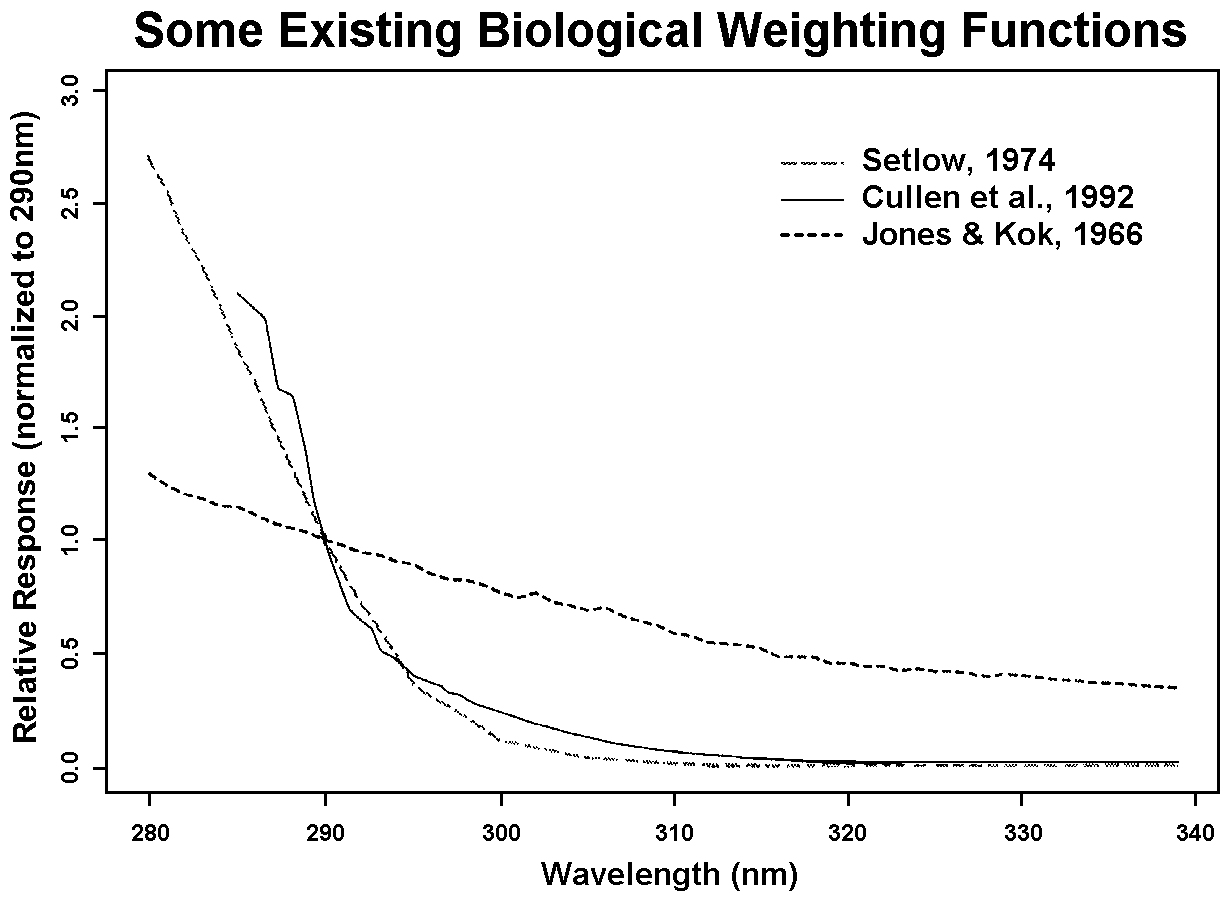 Some Existing Biological Weighting Functions
Relative Response (normalized to 290nm)
3.0
2.5
2.0
1.5
1.0
0.5
0.0
Setlow, 1974
Cullen et al., 1992
Jones & Kok, 1966
280 290 300 310 320 330 340
Wavelength (nm)